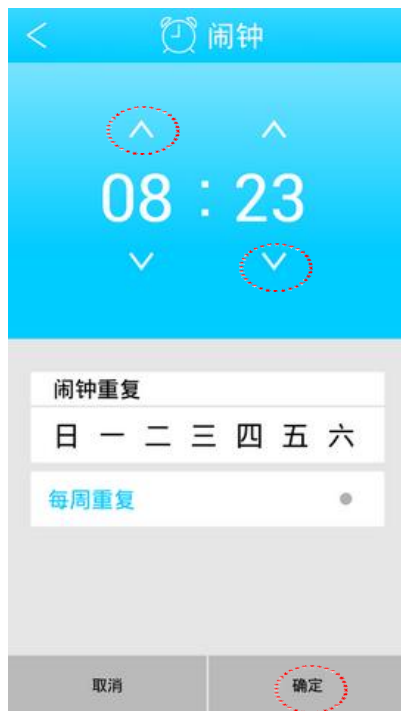 闹钟
08 : 23
闹钟重复
日 一 二 三 四 五 六
每周重复
取消 确定